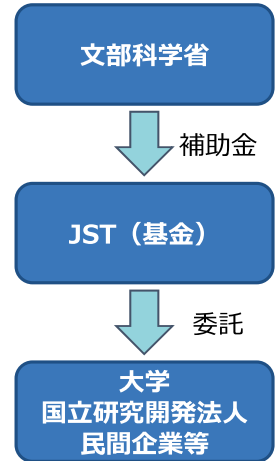 文部科学省
補助金
JST（基金）
委託
大学
国立研究開発法人
民間企業等